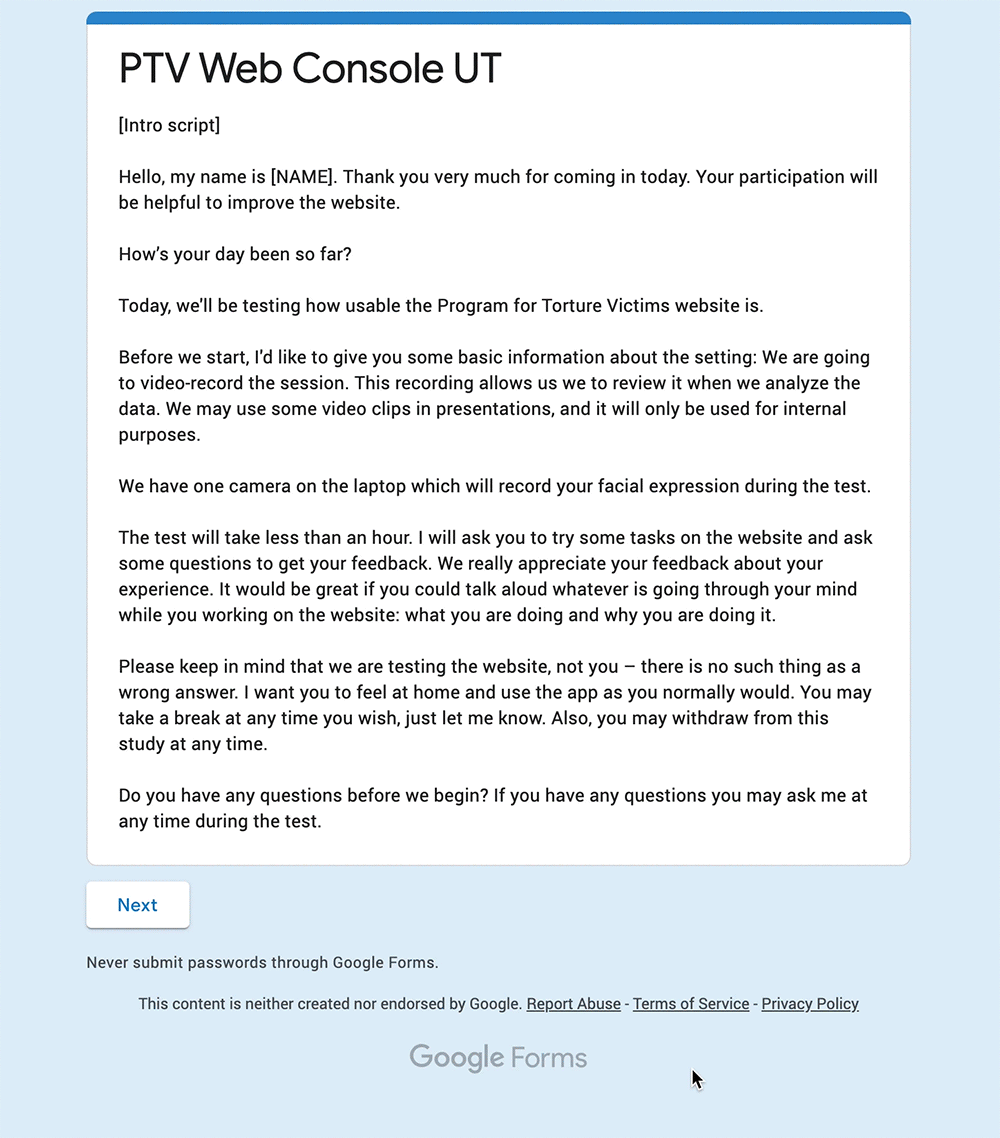 PTV Web Console UT
[Intro script]
Hello, my name is [NAME]. Thank you very much for coming in today. Your participation will
be helpful to improve the website.
How’s your day been so far?
Today, we'll be testing how usable the Program for Torture Victims website is.
Before we start, I’d like to give you some basic information about the setting: We are going
to video-record the session. This recording allows us we to review it when we analyze the
data. We may use some video clips in presentations, and it will only be used for internal
purposes.
We have one camera on the laptop which will record your facial expression during the test.
The test will take less than an hour. I will ask you to try some tasks on the website and ask
some questions to get your feedback. We really appreciate your feedback about your
experience. It would be great if you could talk aloud whatever is going through your mind
while you working on the website: what you are doing and why you are doing it.
Please keep in mind that we are testing the website, not you – there is no such thing as a
wrong answer. I want you to feel at home and use the app as you normally would. You may
take a break at any time you wish, just let me know. Also, you may withdraw from this
study at any time.
Do you have any questions before we begin? If you have any questions you may ask me at
any time during the test.
Next
Never submit passwords through Google Forms.
This content is neither created nor endorsed by Google. Report Abuse - Terms of Service - Privacy Policy
Google Forms